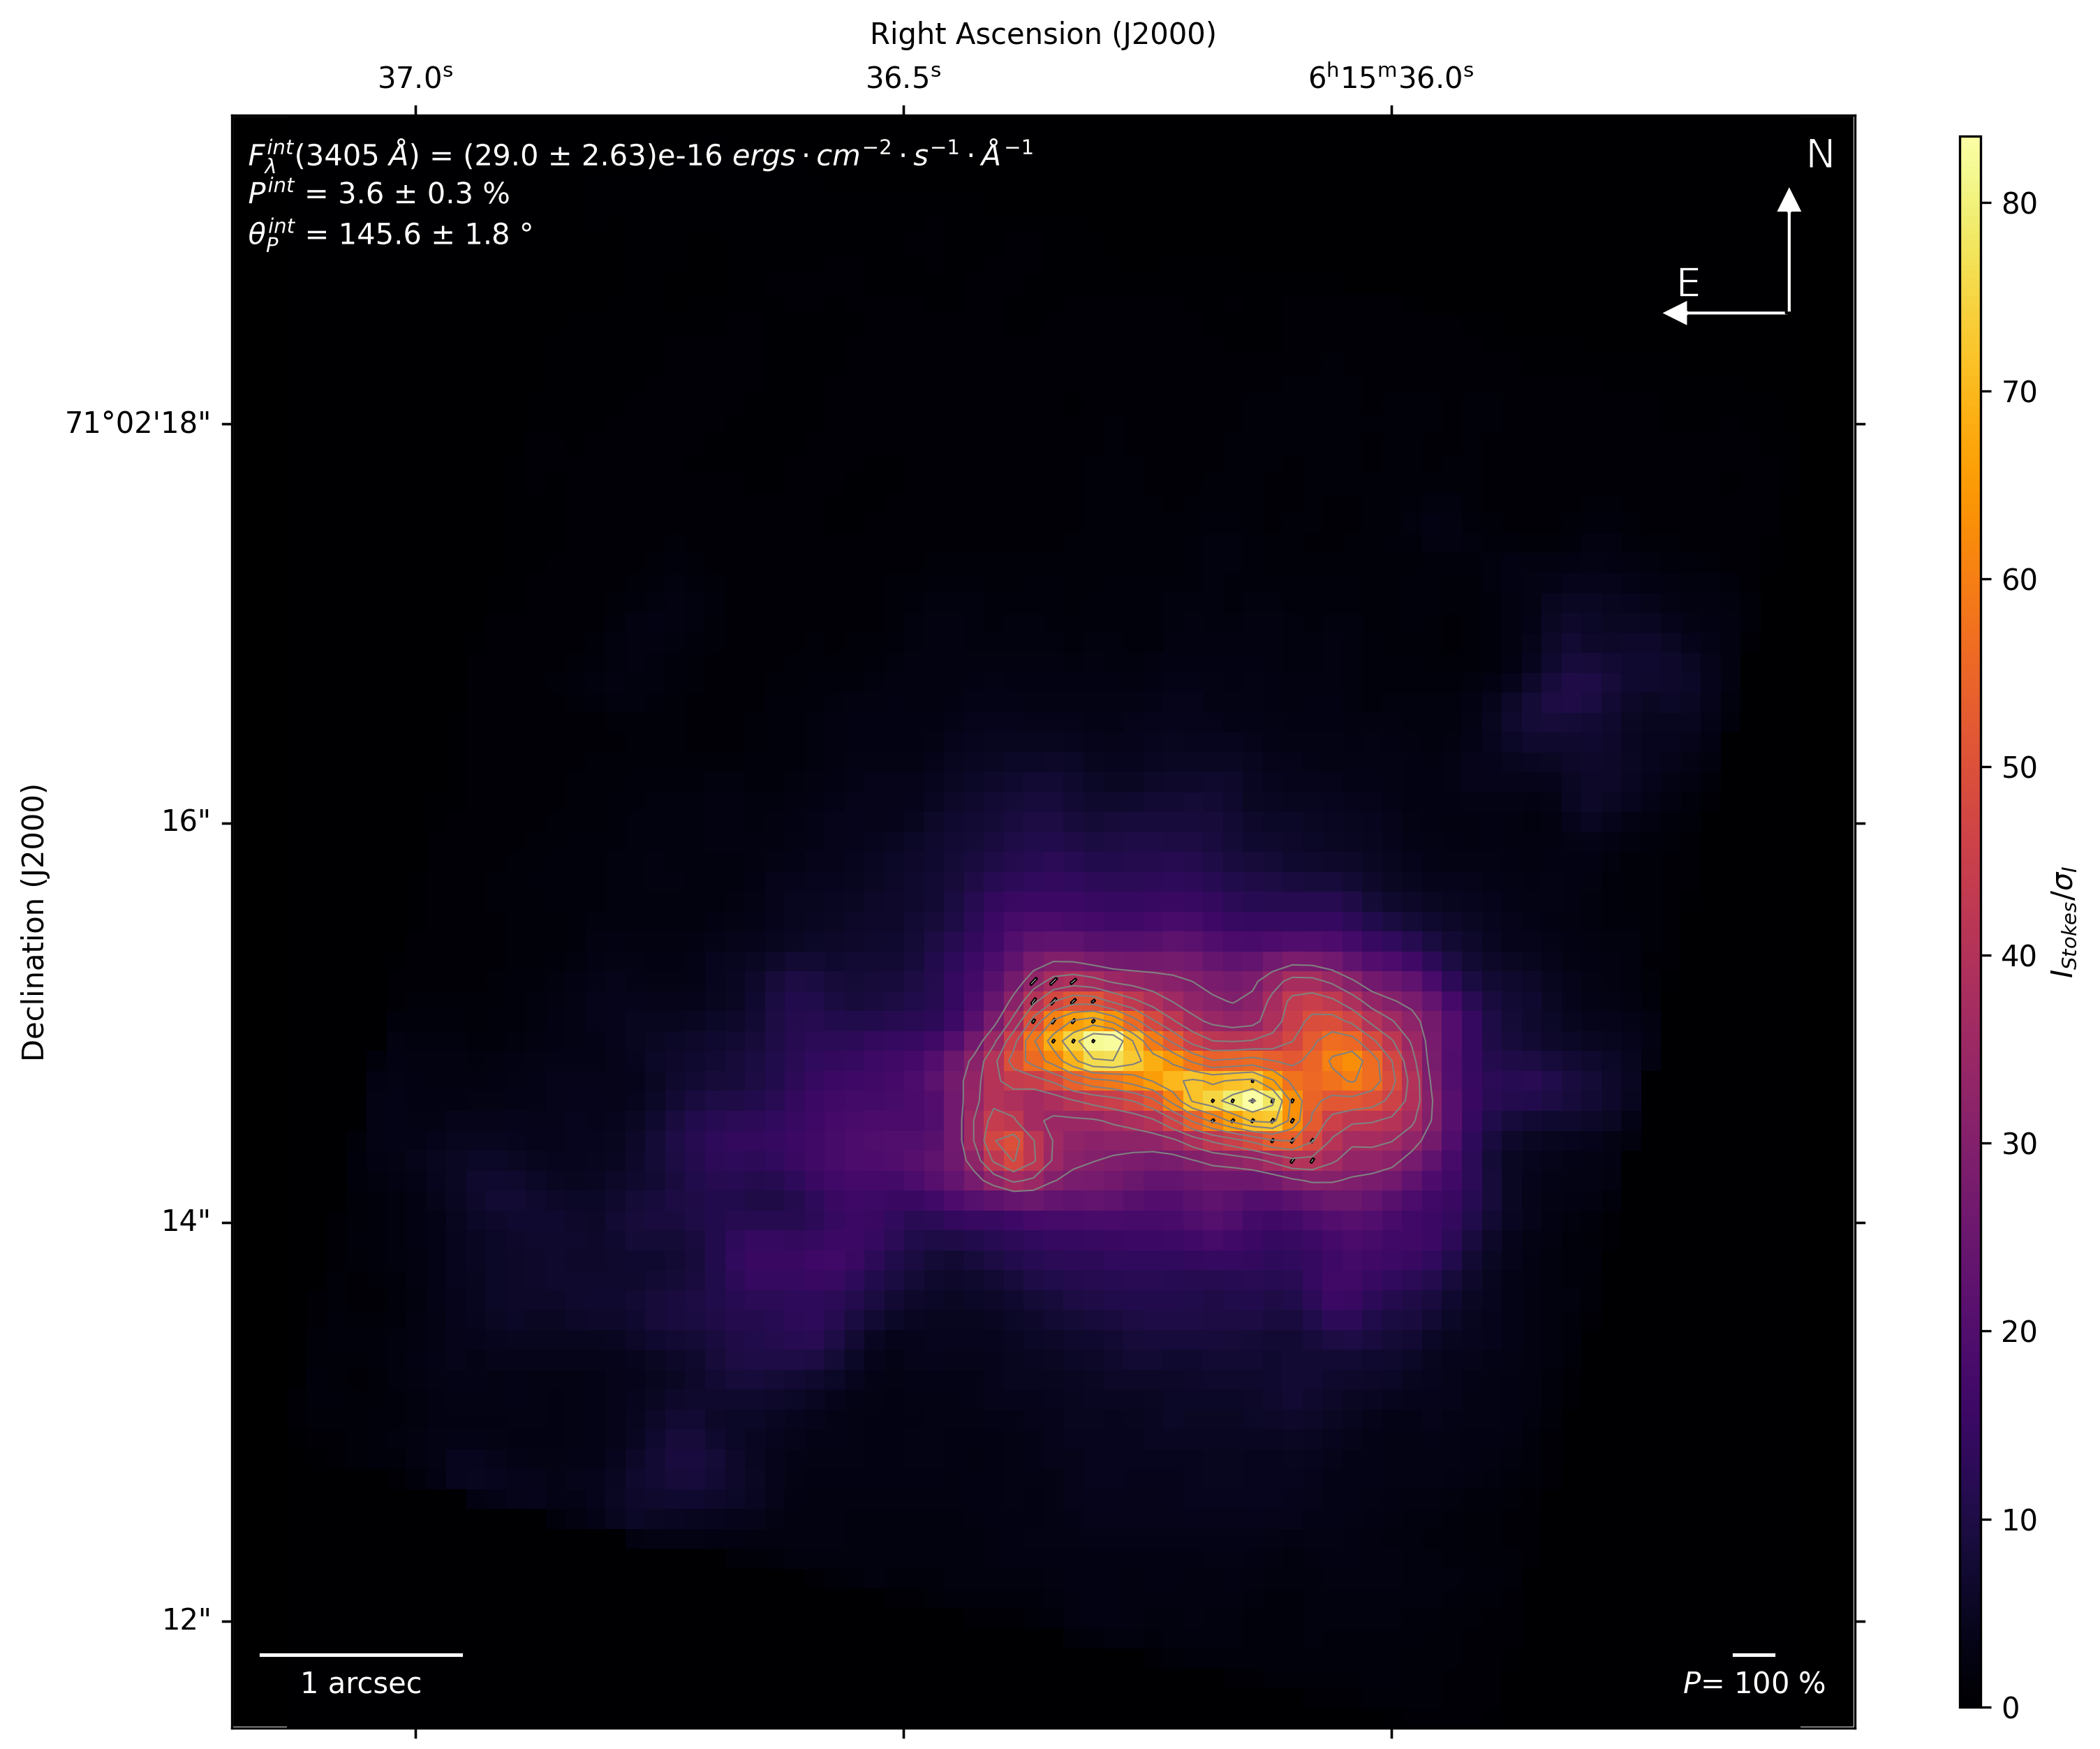 Right Ascension (J2000)
37.0ˢ 36.5ˢ 6ʰ15ᵐ36.0ˢ
F_λ^int(3405 Å) = (29.0 ± 2.63)e-16 ergs · cm⁻² · s⁻¹ · Å⁻¹
P^int = 3.6 ± 0.3 %
θ_P^int = 145.6 ± 1.8 °
N
E
71°02'18"
16"
14"
12"
Declination (J2000)
1 arcsec
P= 100 %
80
70
60
50
40
30
20
10
0
I_Stokes/σ_I